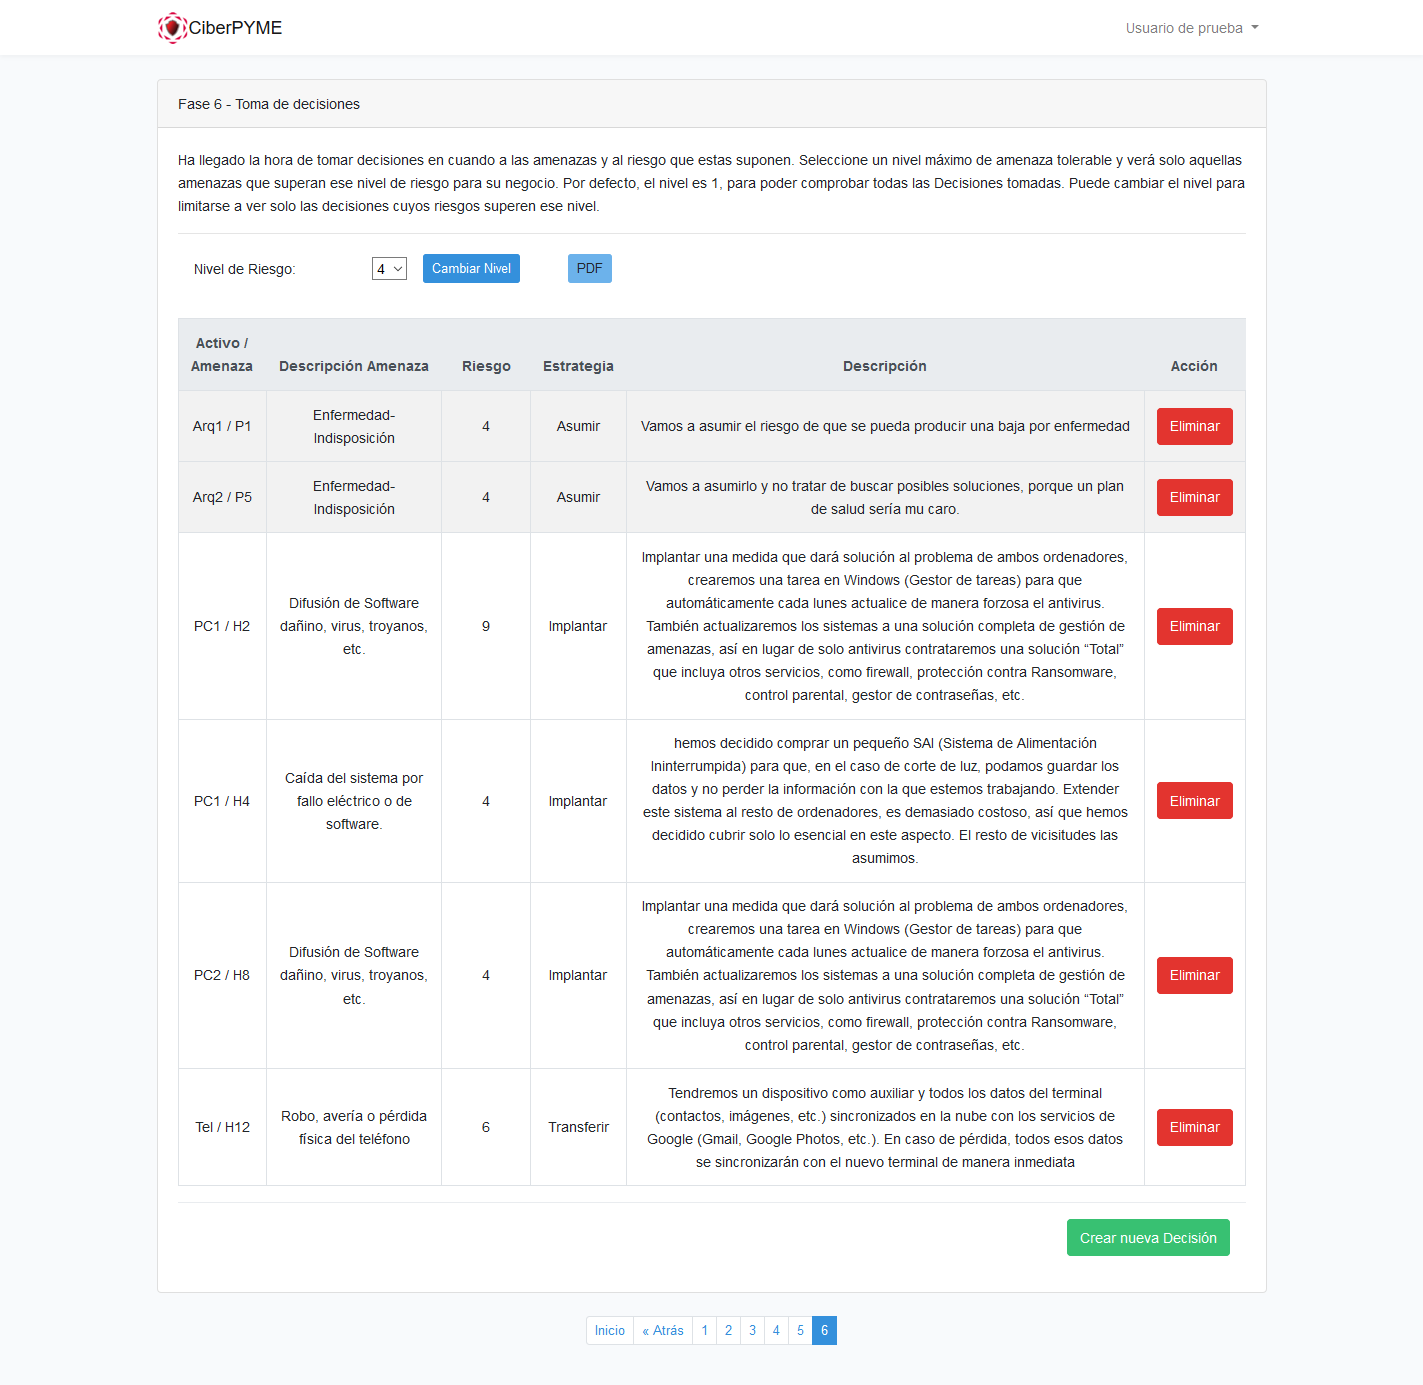 CiberPYME
Usuario de prueba
Fase 6 - Toma de decisiones
Ha llegado la hora de tomar decisiones en cuando a las amenazas y al riesgo que estas suponen. Seleccione un nivel máximo de amenaza tolerable y verá solo aquellas
amenazas que superan ese nivel de riesgo para su negocio. Por defecto, el nivel es 1, para poder comprobar todas las Decisiones tomadas. Puede cambiar el nivel para
limitarse a ver solo las decisiones cuyos riesgos superen ese nivel.
Nivel de Riesgo: 4 Cambiar Nivel PDF
Activo /
Amenaza Descripción Amenaza Riesgo Estrategia Descripción Acción
Arq1 / P1
Enfermedad-
Indisposición
4
Asumir
Vamos a asumir el riesgo de que se pueda producir una baja por enfermedad
Eliminar
Arq2 / P5
Enfermedad-
Indisposición
4
Asumir
Vamos a asumirlo y no tratar de buscar posibles soluciones, porque un plan
de salud sería mu caro.
Eliminar
PC1 / H2
Difusión de Software
dañino, virus, troyanos,
etc.
9
Implantar
Implantar una medida que dará solución al problema de ambos ordenadores,
crearemos una tarea en Windows (Gestor de tareas) para que
automáticamente cada lunes actualice de manera forzosa el antivirus.
También actualizaremos los sistemas a una solución completa de gestión de
amenazas, así en lugar de solo antivirus contrataremos una solución “Total”
que incluya otros servicios, como firewall, protección contra Ransomware,
control parental, gestor de contraseñas, etc.
Eliminar
PC1 / H4
Caída del sistema por
fallo eléctrico o de
software.
4
Implantar
hemos decidido comprar un pequeño SAI (Sistema de Alimentación
Ininterrumpida) para que, en el caso de corte de luz, podamos guardar los
datos y no perder la información con la que estemos trabajando. Extender
este sistema al resto de ordenadores, es demasiado costoso, así que hemos
decidido cubrir solo lo esencial en este aspecto. El resto de vicisitudes las
asumimos.
Eliminar
PC2 / H8
Difusión de Software
dañino, virus, troyanos,
etc.
4
Implantar
Implantar una medida que dará solución al problema de ambos ordenadores,
crearemos una tarea en Windows (Gestor de tareas) para que
automáticamente cada lunes actualice de manera forzosa el antivirus.
También actualizaremos los sistemas a una solución completa de gestión de
amenazas, así en lugar de solo antivirus contrataremos una solución “Total”
que incluya otros servicios, como firewall, protección contra Ransomware,
control parental, gestor de contraseñas, etc.
Eliminar
Tel / H12
Robo, avería o pérdida
física del teléfono
6
Transferir
Tendremos un dispositivo como auxiliar y todos los datos del terminal
(contactos, imágenes, etc.) sincronizados en la nube con los servicios de
Google (Gmail, Google Photos, etc.). En caso de pérdida, todos esos datos
se sincronizarán con el nuevo terminal de manera inmediata
Eliminar
Crear nueva Decisión
Inicio « Atrás 1 2 3 4 5 6